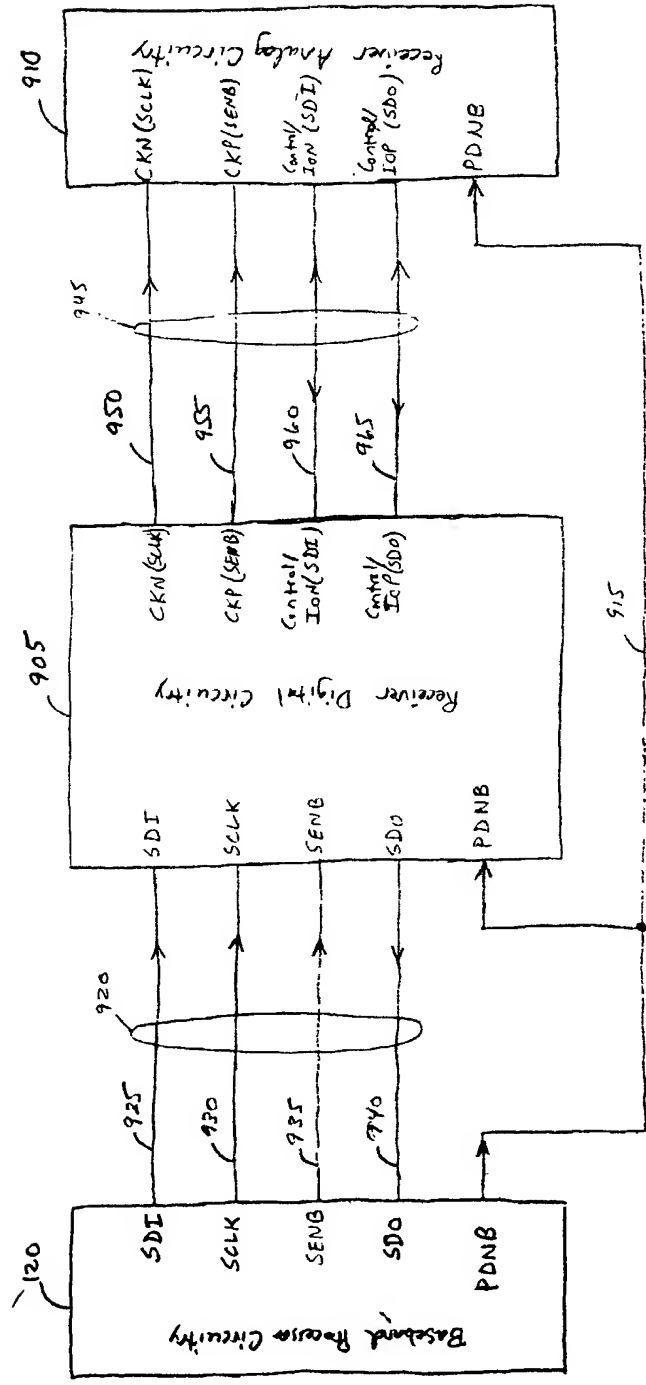 910
Receiver Analog Circuitry
CKN(SCLK)
CKP(SENB)
Control/
ION(SDI)
Control/
IOP(SDO)
PDNB
945
950
955
960
965
905
Receiver Digital Circuitry
CKN(SCLK)
CKP(SENB)
Control/
ION(SDI)
Control/
IOP(SDO)
SDI
SCLK
SENB
SDO
PDNB
915
920
925
930
935
940
120
Baseband Processor Circuitry
SDI
SCLK
SENB
SDO
PDNB